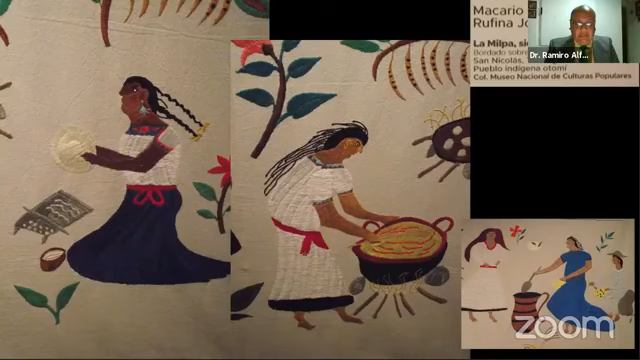 Macario
Rufina Jo
La Milpa, si
Bordado sobre
San Nicolás,
Pueblo indígena otomí
Col. Museo Nacional de Culturas Populares
Dr. Ramiro Alf...
zoom